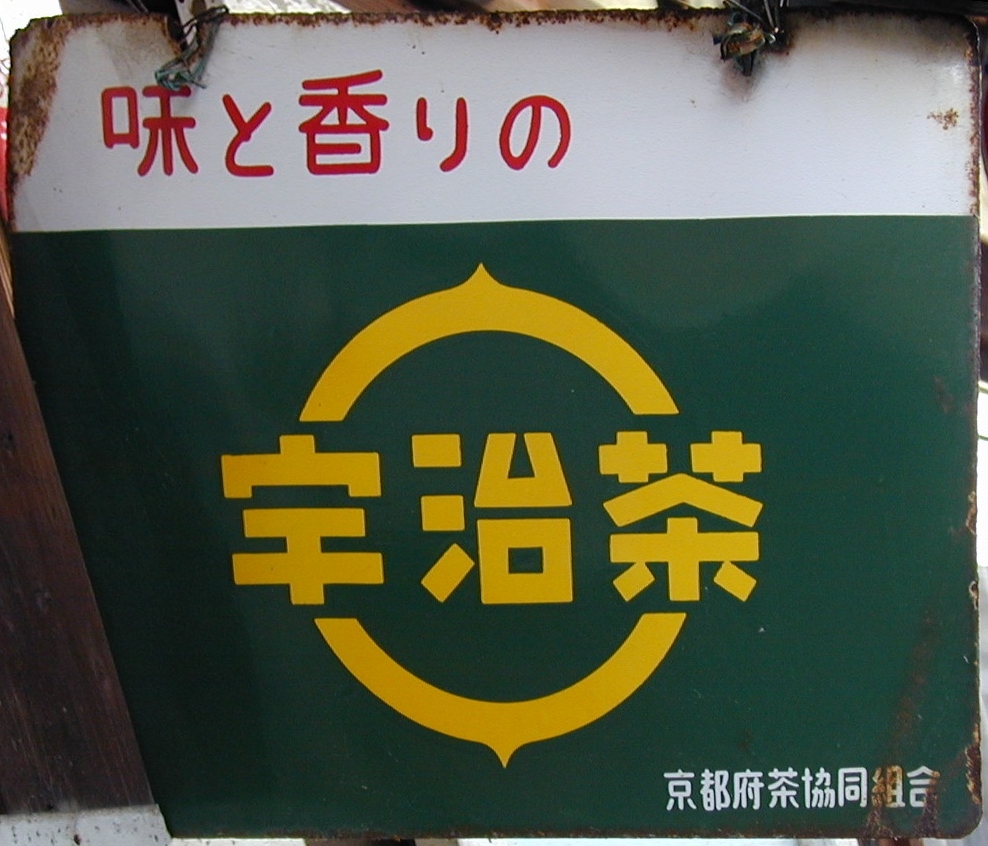 味と香りの
宇治茶
京都府茶協同組合